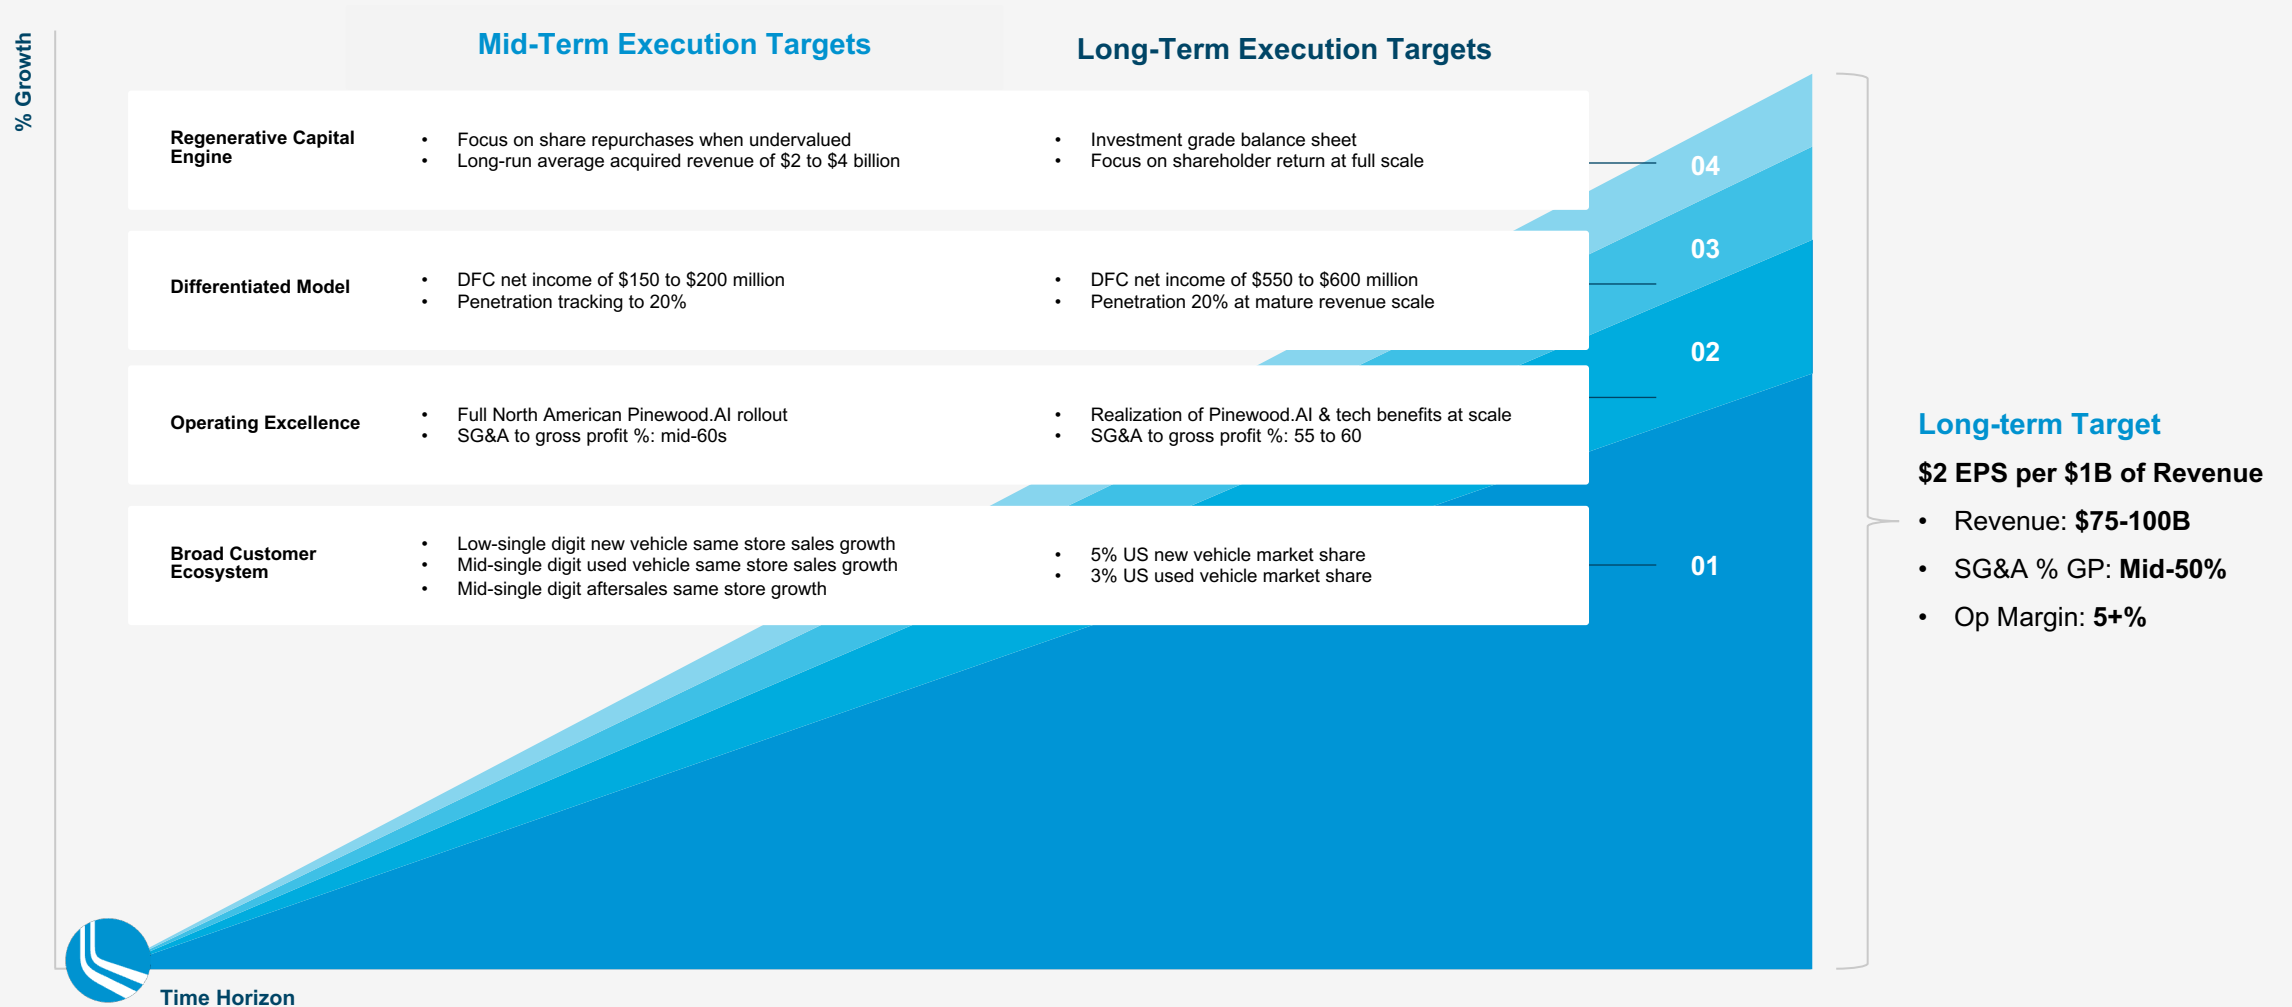 % Growth
Mid-Term Execution Targets
Long-Term Execution Targets
Regenerative Capital
Engine
• Focus on share repurchases when undervalued
• Long-run average acquired revenue of $2 to $4 billion
• Investment grade balance sheet
• Focus on shareholder return at full scale
04
Differentiated Model
• DFC net income of $150 to $200 million
• Penetration tracking to 20%
• DFC net income of $550 to $600 million
• Penetration 20% at mature revenue scale
03
Operating Excellence
• Full North American Pinewood.AI rollout
• SG&A to gross profit %: mid-60s
• Realization of Pinewood.AI & tech benefits at scale
• SG&A to gross profit %: 55 to 60
02
Broad Customer
Ecosystem
• Low-single digit new vehicle same store sales growth
• Mid-single digit used vehicle same store sales growth
• Mid-single digit aftersales same store growth
• 5% US new vehicle market share
• 3% US used vehicle market share
01
Long-term Target
$2 EPS per $1B of Revenue
• Revenue: $75-100B
• SG&A % GP: Mid-50%
• Op Margin: 5+%
Time Horizon